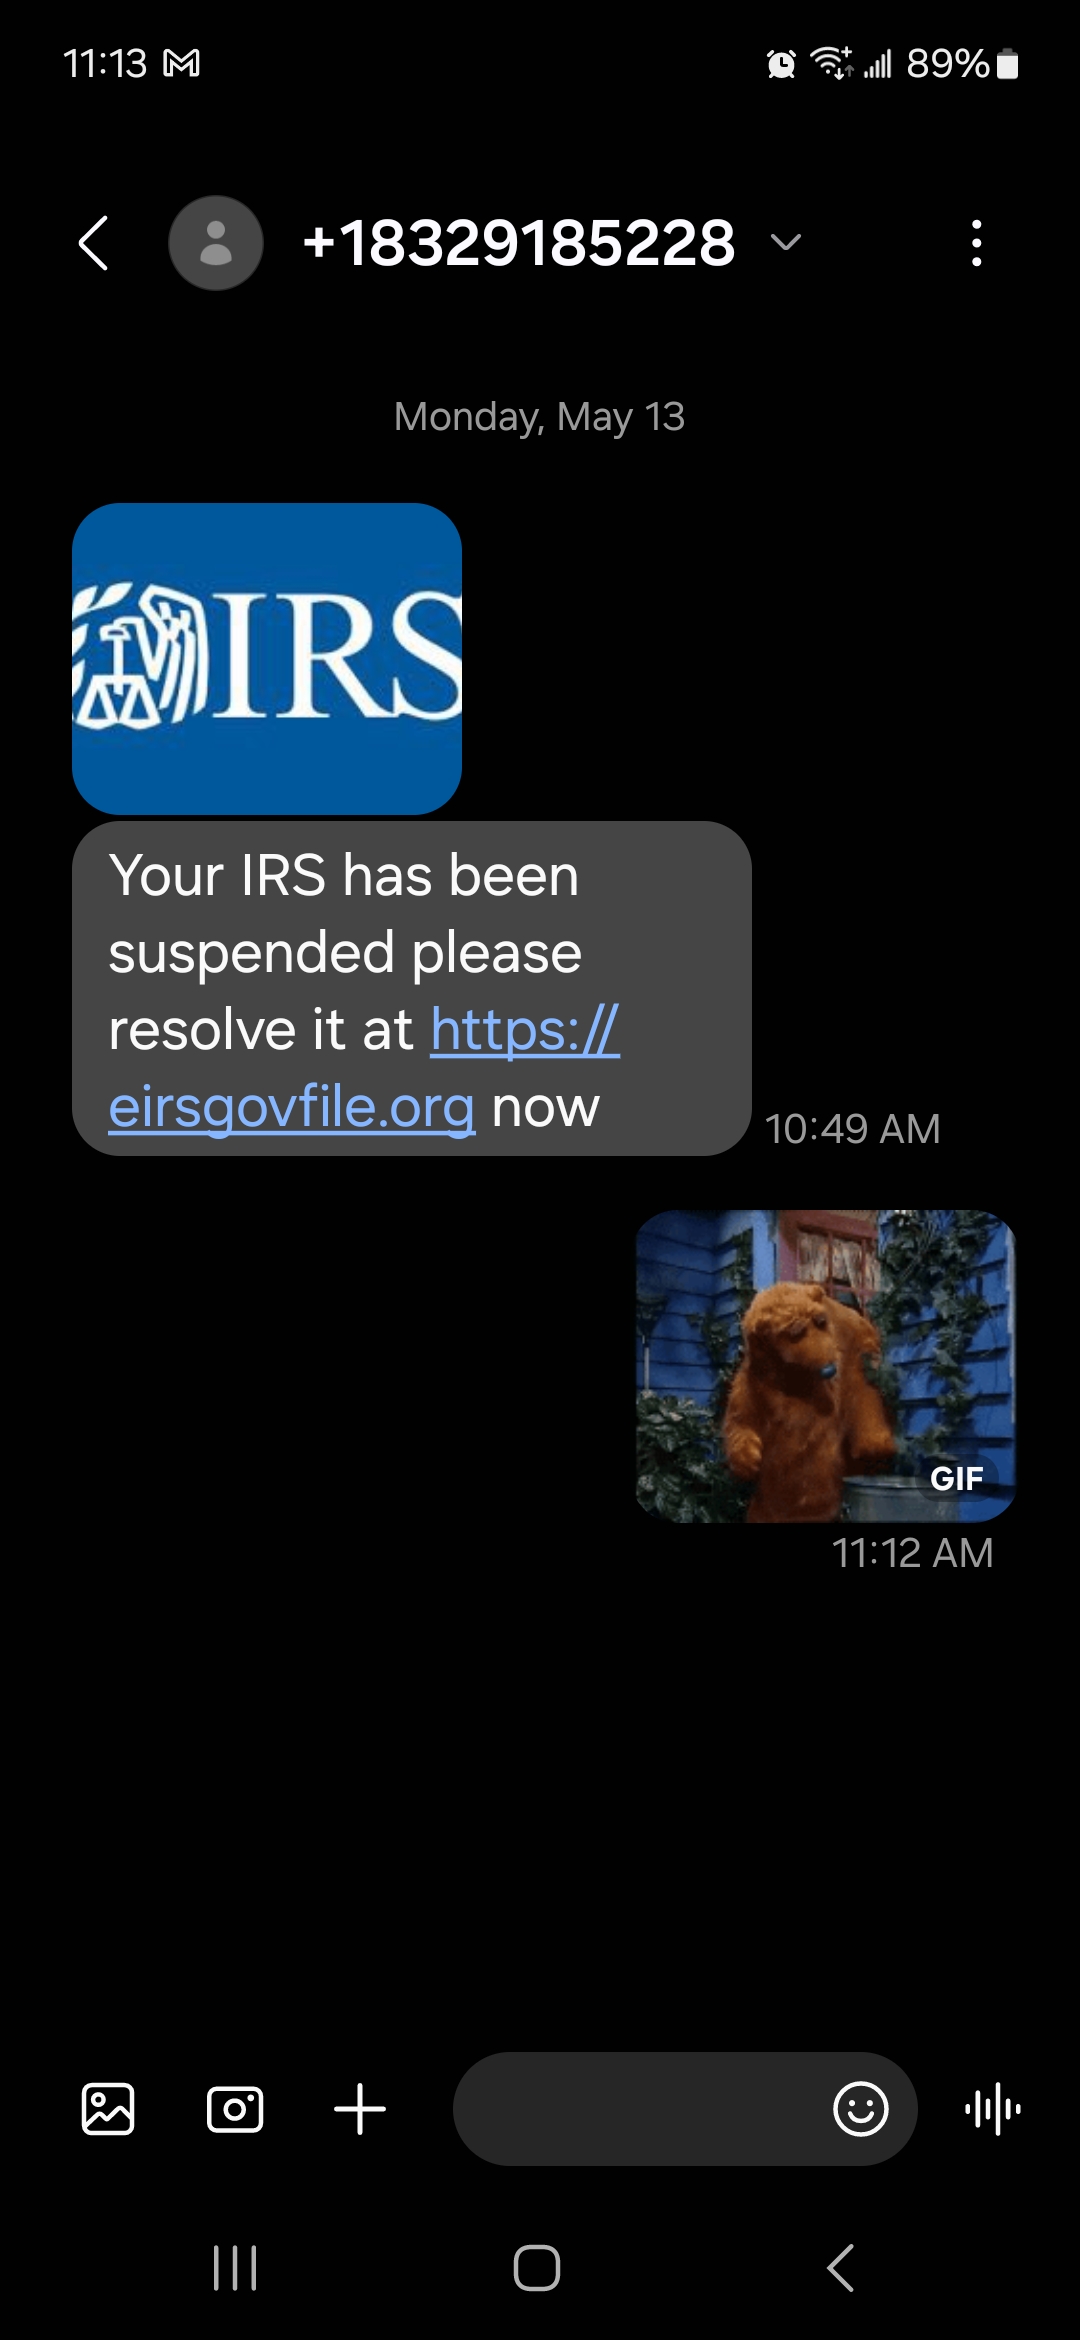 11:13
89%
+18329185228
Monday, May 13
IRS
Your IRS has been
suspended please
resolve it at https://
eirsgovfile.org now
10:49 AM
GIF
11:12 AM